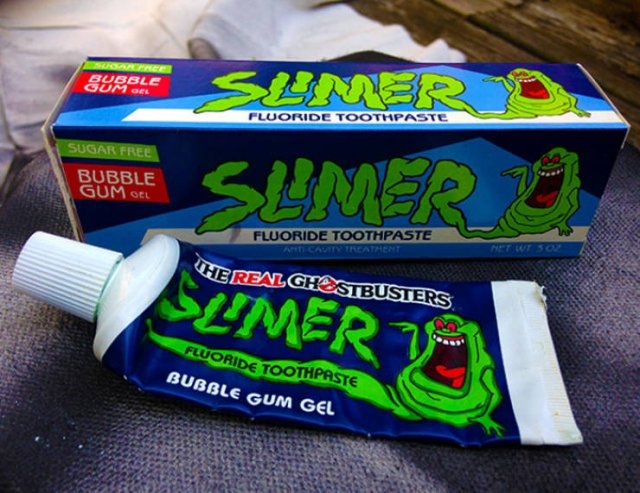 SUGAR FREE
BUBBLE
GUM GEL
SLIMER
FLUORIDE TOOTHPASTE
SUGAR FREE
BUBBLE
GUM GEL
SLIMER
FLUORIDE TOOTHPASTE
ANTI-CAVITY TREATMENT
NET WT 5 OZ
THE REAL GHOSTBUSTERS
SLIMER
FLUORIDE TOOTHPASTE
BUBBLE GUM GEL